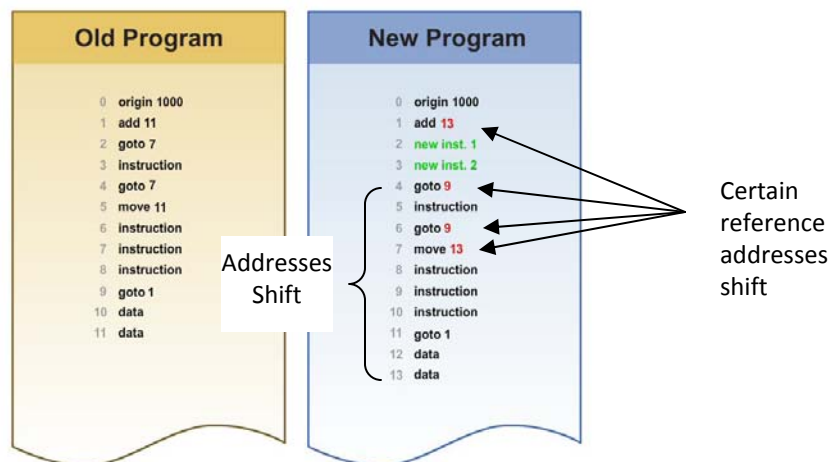 Old Program
0 origin 1000
1 add 11
2 goto 7
3 instruction
4 goto 7
5 move 11
6 instruction
7 instruction
8 instruction
9 goto 1
10 data
11 data
New Program
0 origin 1000
1 add 13
2 new inst. 1
3 new inst. 2
4 goto 9
5 instruction
6 goto 9
7 move 13
8 instruction
9 instruction
10 instruction
11 goto 1
12 data
13 data
Addresses
Shift
Certain
reference
addresses
shift